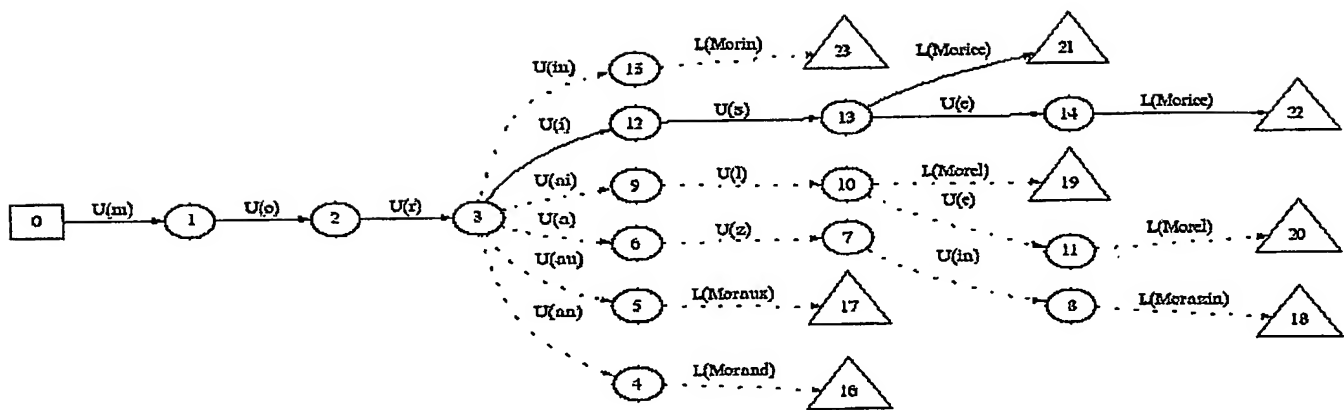 U(in) 15 L(Morin) 23 L(Morice) 21
U(i) 12 U(s) 13 U(e) 14 L(Morice) 22
U(ai) 9 U(l) 10 L(Morel) 19
0 U(m) 1 U(o) 2 U(r) 3
U(a) 6 U(z) 7 U(e) 11 L(Morel) 20
U(au) 5 L(Moraux) 17 U(in) 8 L(Morazin) 18
U(an) 4 L(Morand) 16